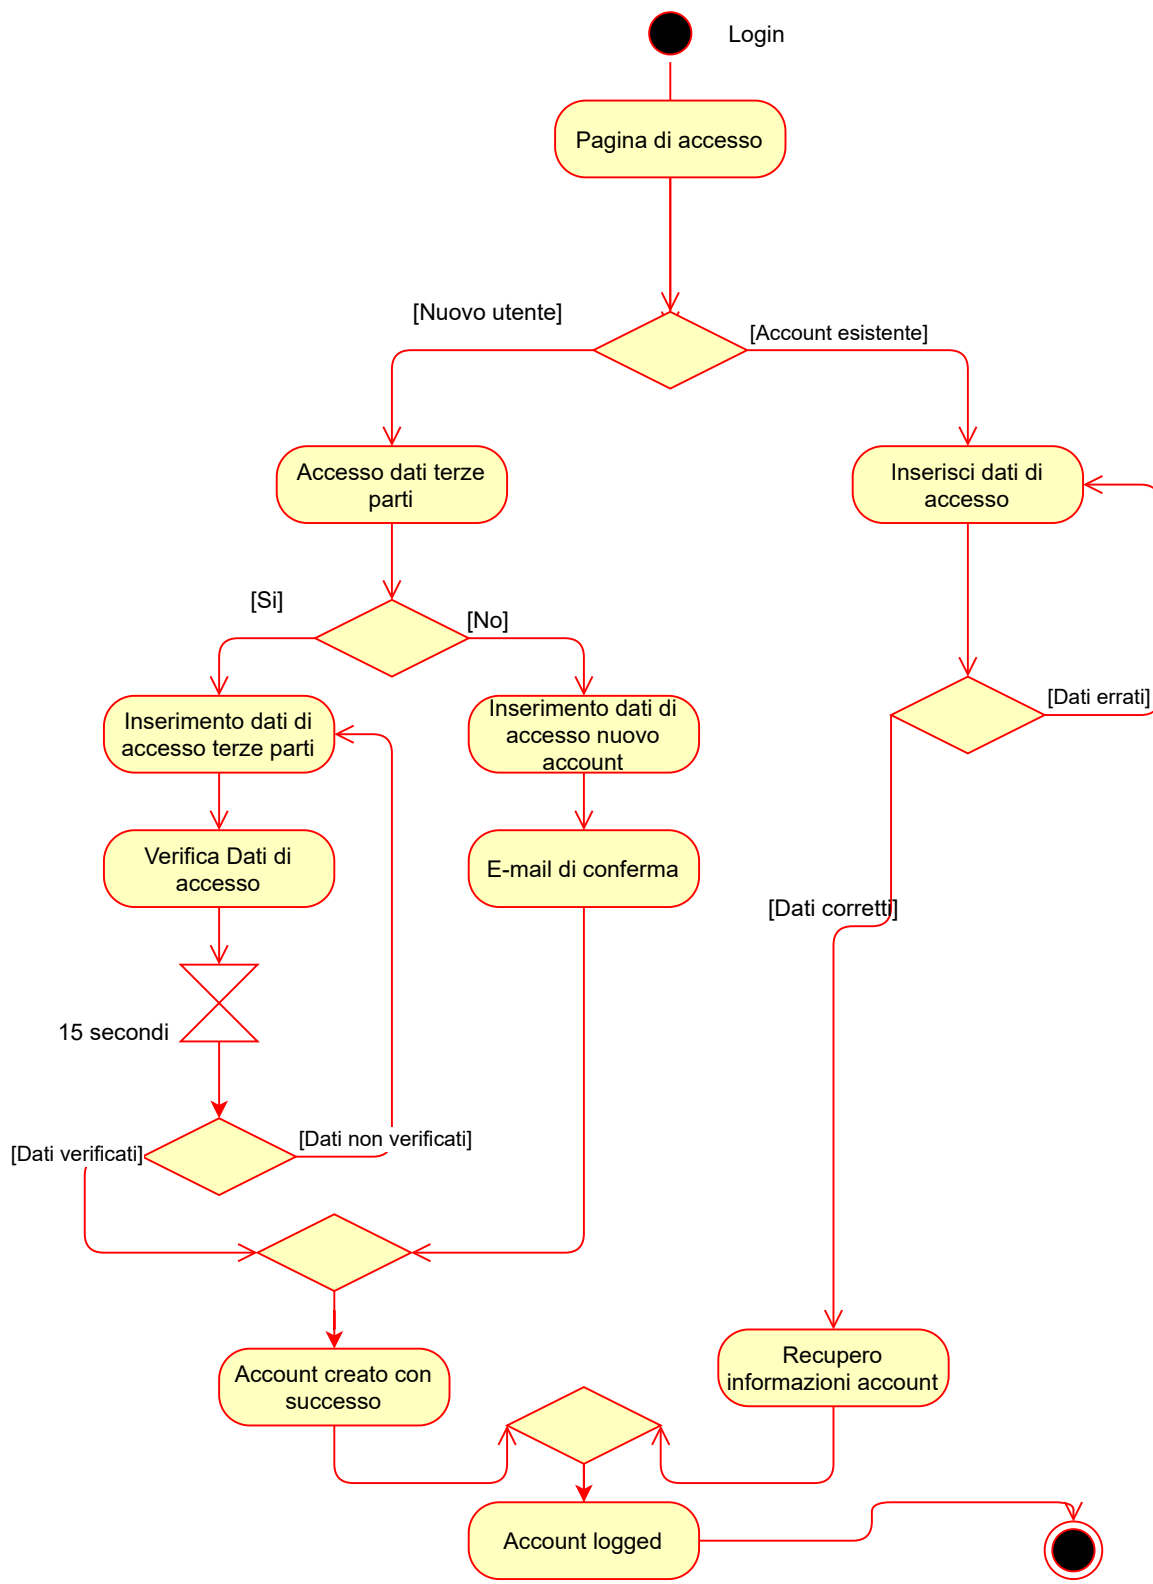 Login
Pagina di accesso
[Nuovo utente]
[Account esistente]
Accesso dati terze
parti
Inserisci dati di
accesso
[Si]
[No]
[Dati errati]
Inserimento dati di
accesso terze parti
Inserimento dati di
accesso nuovo
account
Verifica Dati di
accesso
E-mail di conferma
[Dati corretti]
15 secondi
[Dati verificati]
[Dati non verificati]
Account creato con
successo
Recupero
informazioni account
Account logged